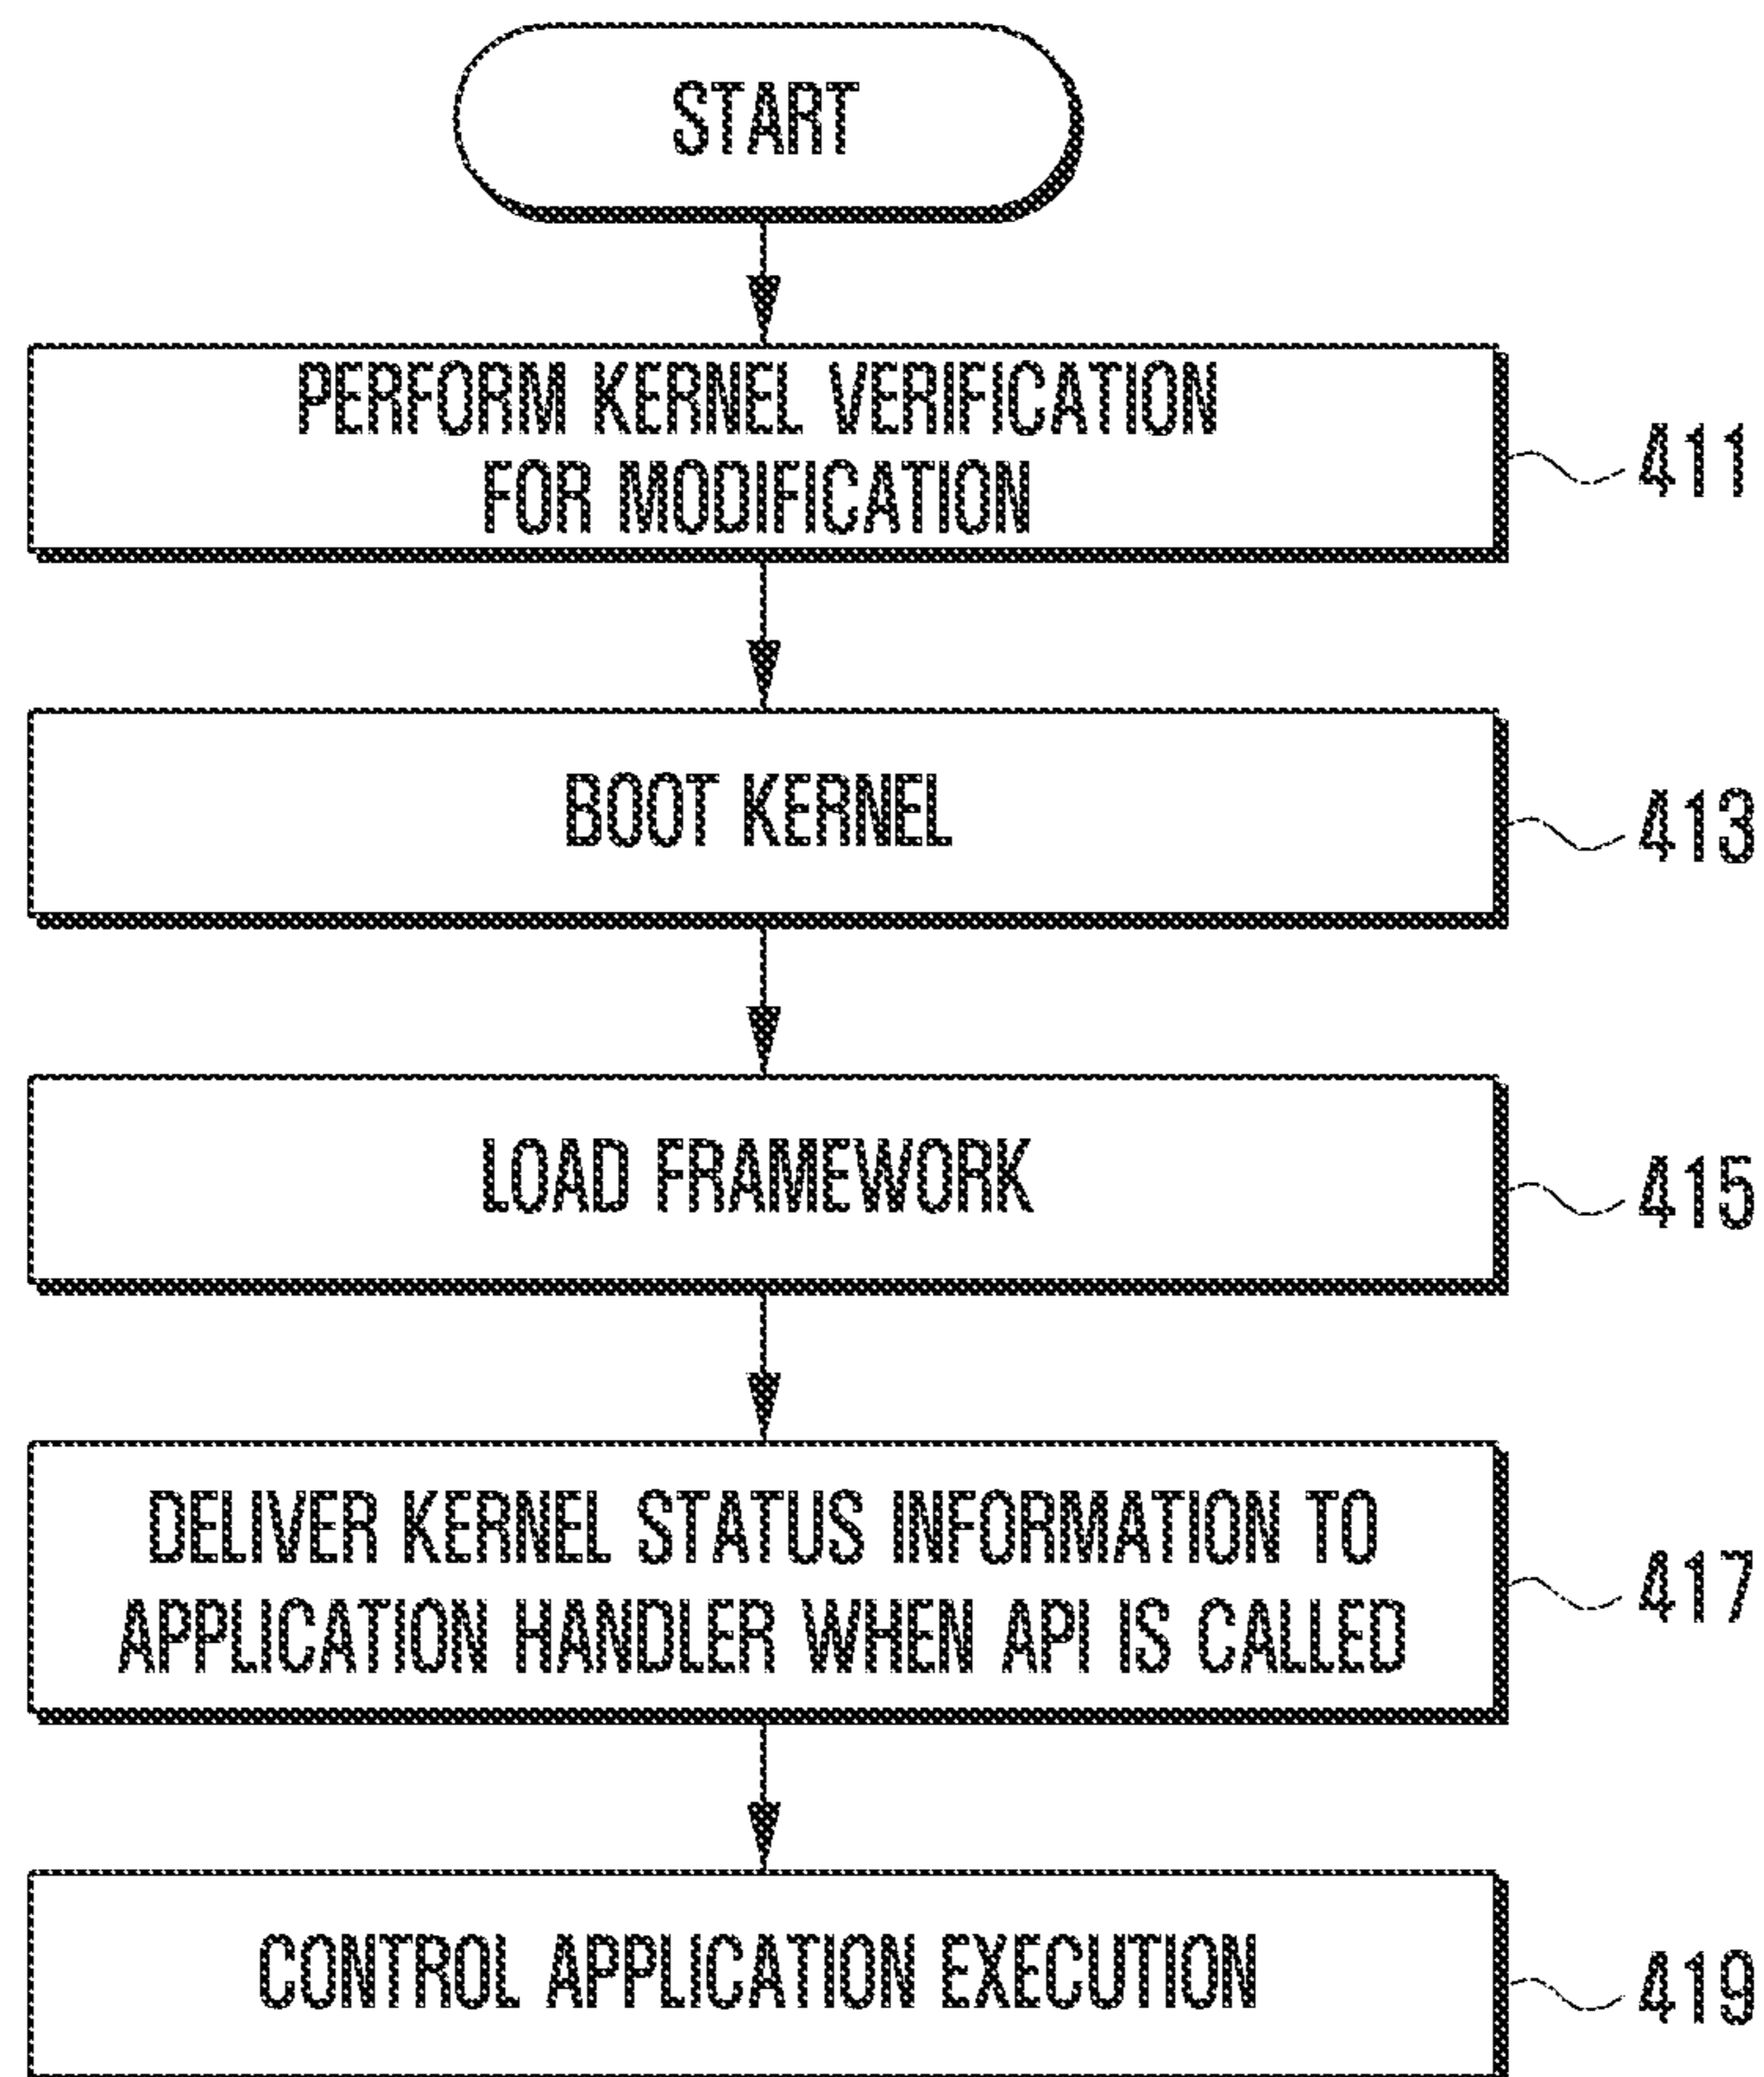 START
PERFORM KERNEL VERIFICATION
FOR MODIFICATION
411
BOOT KERNEL
413
LOAD FRAMEWORK
415
DELIVER KERNEL STATUS INFORMATION TO
APPLICATION HANDLER WHEN API IS CALLED
417
CONTROL APPLICATION EXECUTION
419